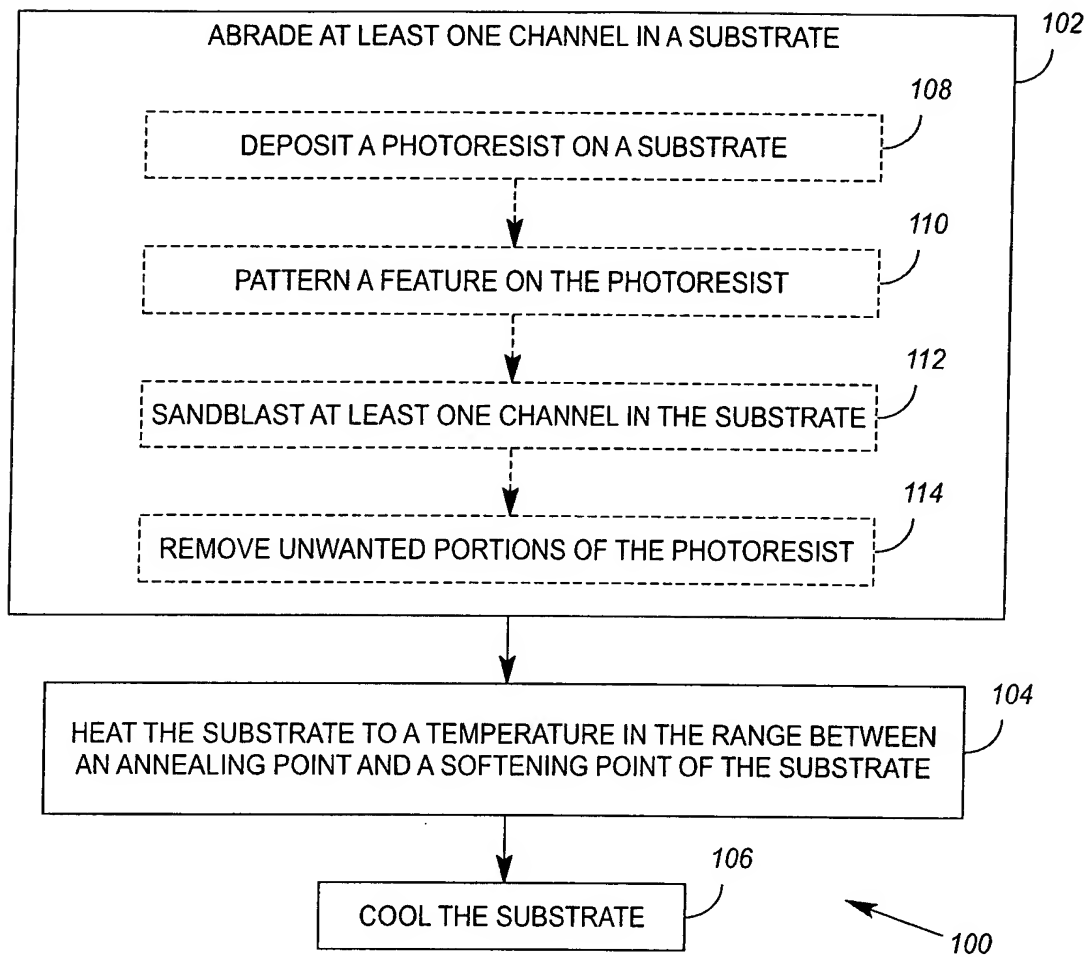 ABRADE AT LEAST ONE CHANNEL IN A SUBSTRATE
102
108
DEPOSIT A PHOTORESIST ON A SUBSTRATE
110
PATTERN A FEATURE ON THE PHOTORESIST
112
SANDBLAST AT LEAST ONE CHANNEL IN THE SUBSTRATE
114
REMOVE UNWANTED PORTIONS OF THE PHOTORESIST
104
HEAT THE SUBSTRATE TO A TEMPERATURE IN THE RANGE BETWEEN
AN ANNEALING POINT AND A SOFTENING POINT OF THE SUBSTRATE
106
COOL THE SUBSTRATE
100